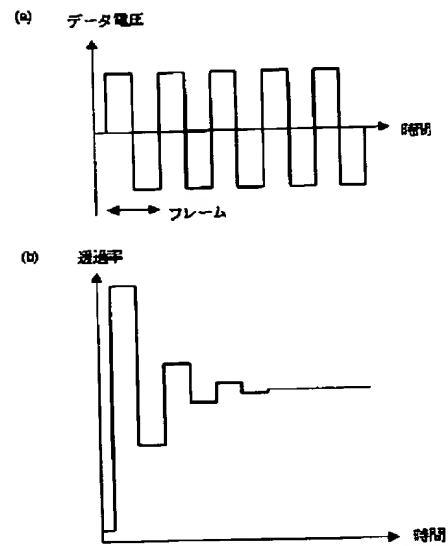 (a) データ電圧
時間
フレーム
(b) 透過率
時間